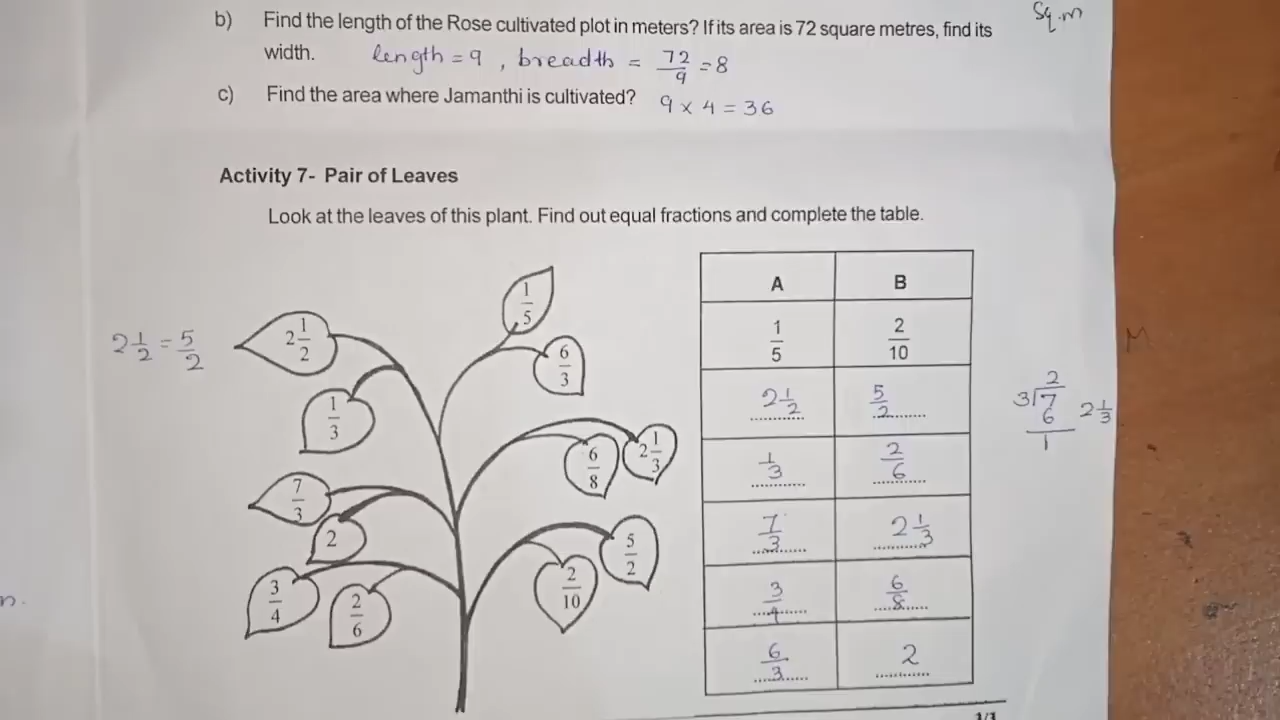 Sq.m
b) Find the length of the Rose cultivated plot in meters? If its area is 72 square metres, find its
width. length = 9 , breadth = 72/9 = 8
c) Find the area where Jamanthi is cultivated? 9 × 4 = 36
Activity 7- Pair of Leaves
Look at the leaves of this plant. Find out equal fractions and complete the table.
2 1/2 = 5/2
2 1/2
1/5
6/3
1/3
6/8
2 1/3
7/3
2
5/2
3/4
2/6
2/10
A B
1/5 2/10
2 1/2 5/2
1/3 2/6
7/3 2 1/3
3/4 6/8
6/3 2
2
3 7 2 1/3
6
1
M
n.